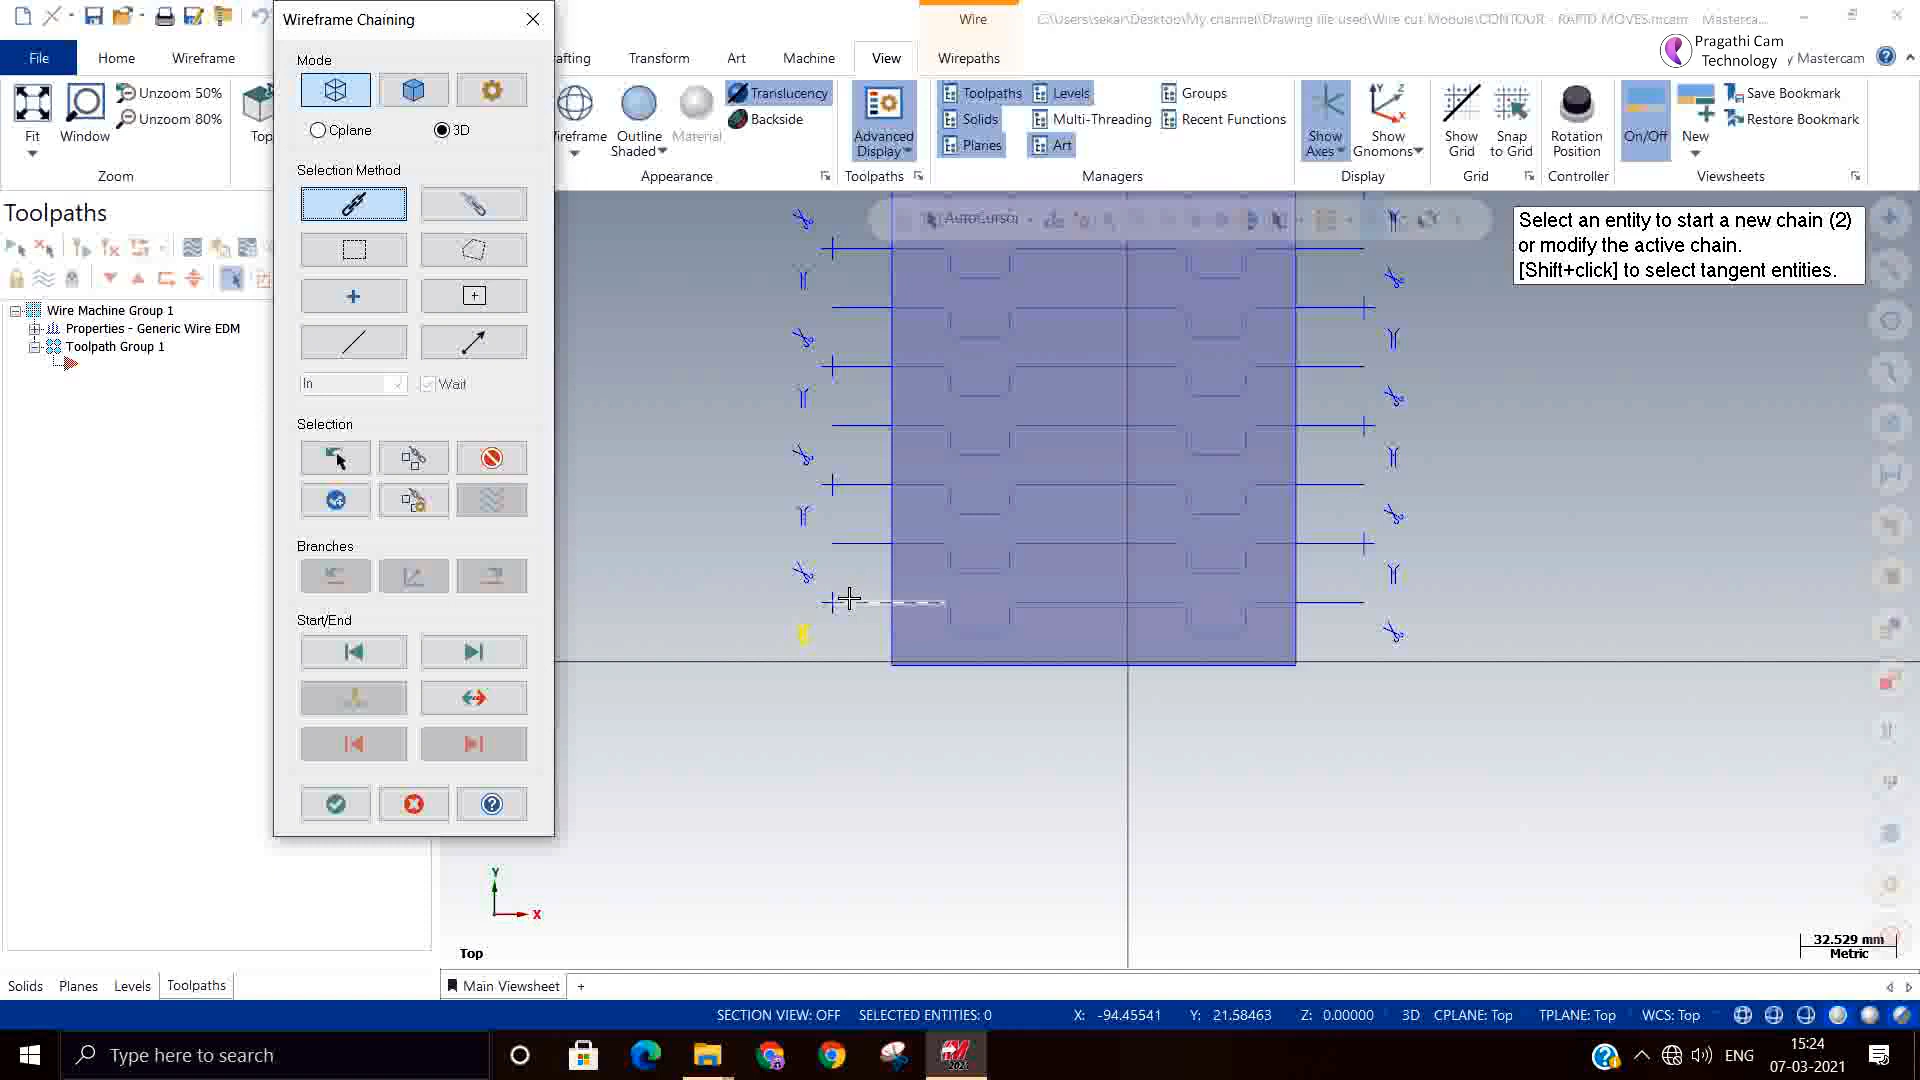 Wireframe Chaining
Wire
C:\Users\sekar\Desktop\My channel\Drawing file used\Wire cut Module\CONTOUR - RAPID MOVES.mcam - Masterca...
Pragathi Cam
Technology
Mastercam
File
Home
Wireframe
Transform
Art
Machine
View
Wirepaths
Mode
Cplane
3D
Fit
Window
Unzoom 50%
Unzoom 80%
Zoom
Outline
Shaded
Material
Translucency
Backside
Appearance
Advanced
Display
Toolpaths
Toolpaths
Solids
Planes
Levels
Multi-Threading
Art
Groups
Recent Functions
Managers
Show
Axes
Show
Gnomons
Display
Show
Grid
Snap
to Grid
Grid
Rotation
Position
Controller
On/Off
New
Save Bookmark
Restore Bookmark
Viewsheets
Toolpaths
Wire Machine Group 1
Properties - Generic Wire EDM
Toolpath Group 1
Selection Method
In
Wait
Selection
Branches
Start/End
AutoCursor
Select an entity to start a new chain (2)
or modify the active chain.
[Shift+click] to select tangent entities.
Y
X
Top
32.529 mm
Metric
Solids
Planes
Levels
Toolpaths
Main Viewsheet
+
SECTION VIEW: OFF
SELECTED ENTITIES: 0
X: -94.45541
Y: 21.58463
Z: 0.00000
3D
CPLANE: Top
TPLANE: Top
WCS: Top
Type here to search
ENG
15:24
07-03-2021